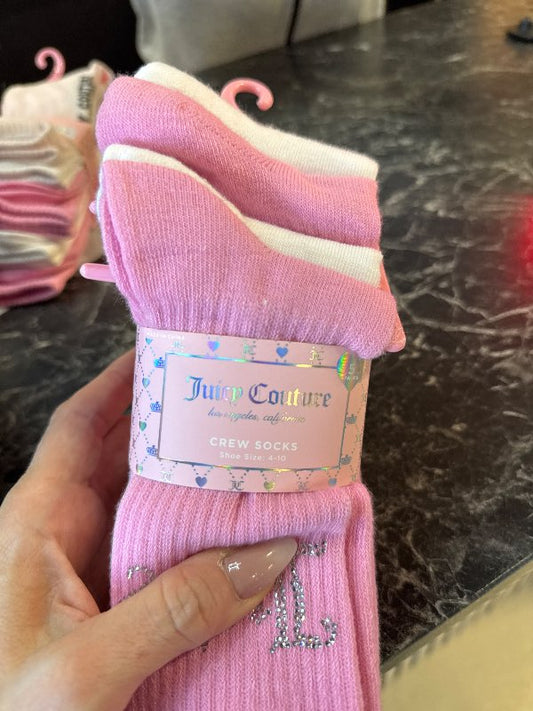 Juicy Couture
los angeles, california
CREW SOCKS
Shoe Size: 4-10